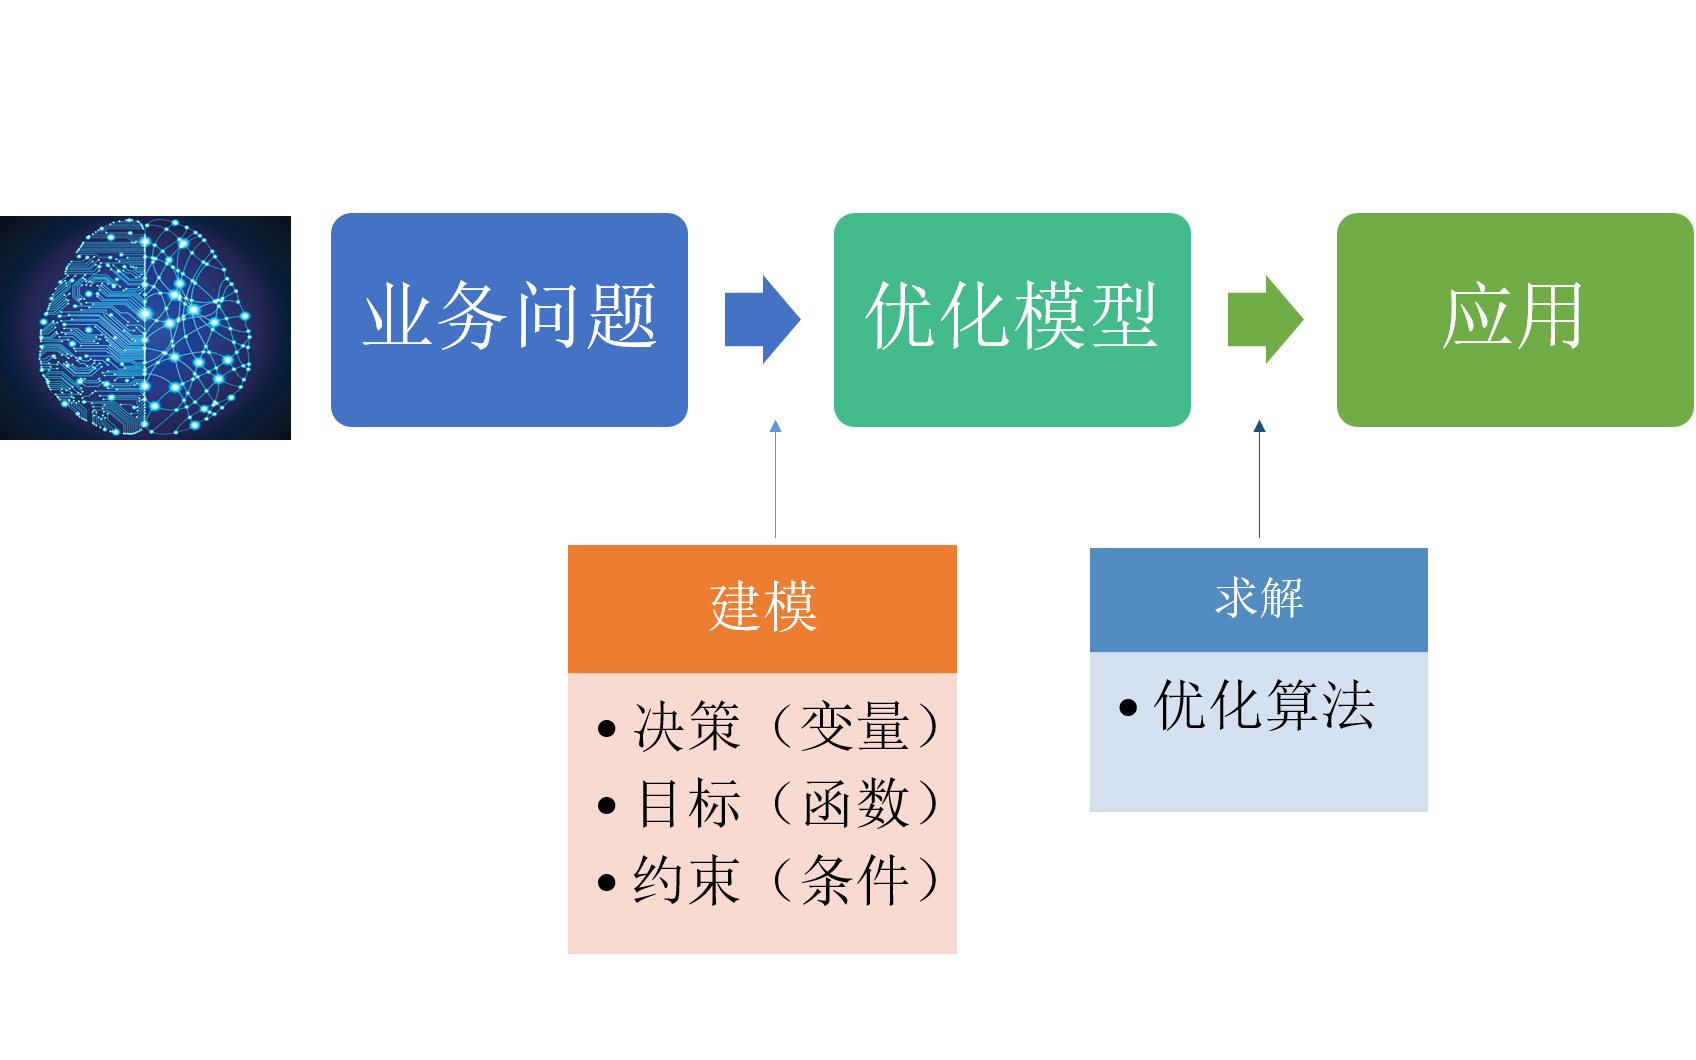 业务问题
优化模型
应用
建模
• 决策（变量）
• 目标（函数）
• 约束（条件）
求解
• 优化算法